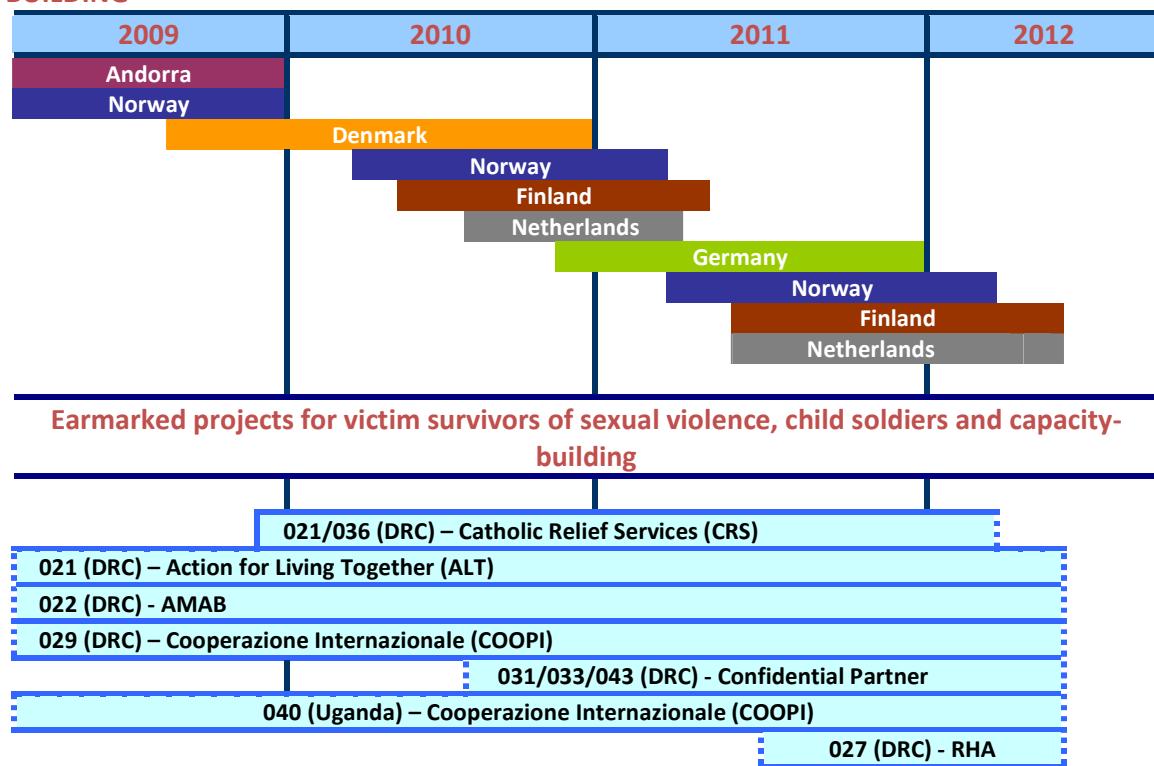 BUILDING
2009 2010 2011 2012
Andorra
Norway
Denmark
Norway
Finland
Netherlands
Germany
Norway
Finland
Netherlands
Earmarked projects for victim survivors of sexual violence, child soldiers and capacity-
building
021/036 (DRC) – Catholic Relief Services (CRS)
021 (DRC) – Action for Living Together (ALT)
022 (DRC) - AMAB
029 (DRC) – Cooperazione Internazionale (COOPI)
031/033/043 (DRC) - Confidential Partner
040 (Uganda) – Cooperazione Internazionale (COOPI)
027 (DRC) - RHA